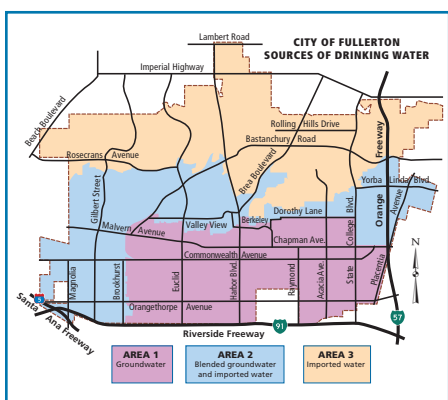 CITY OF FULLERTON
SOURCES OF DRINKING WATER
Lambert Road
Imperial Highway
Beach Boulevard
Rolling Hills Drive
Bastanchury Road
Freeway
Rosecrans Avenue
Brea Boulevard
Yorba Linda Blvd.
Gilbert Street
Orange
Avenue
Dorothy Lane
Berkeley
Valley View
Malvern Avenue
College Blvd.
Chapman Ave.
N
S
Commonwealth Avenue
Magnolia
Brookhurst
Euclid
Harbor Blvd.
Raymond
Acacia Ave.
State
Placentia
5
Santa Ana Freeway
Orangethorpe Avenue
91
57
Riverside Freeway
AREA 1
Groundwater
AREA 2
Blended groundwater
and imported water
AREA 3
Imported water